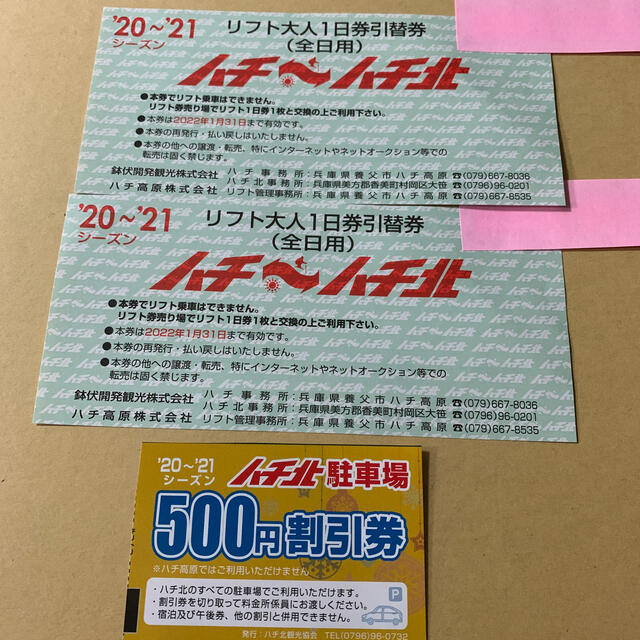 '20～'21
シーズン
リフト大人1日券引替券
(全日用)
ハチ～ハチ北
●本券でリフト乗車はできません。
リフト券売り場でリフト1日券1枚と交換の上ご利用下さい。
●本券は2022年1月31日まで有効です。
●本券の再発行・払い戻しはいたしません。
●本券の他への譲渡・転売、特にインターネットやネットオークション等での
転売は固く禁じます。
鉢伏開発観光株式会社 ハチ事務所：兵庫県養父市ハチ高原 ☎(079)667-8036
ハチ北事務所：兵庫県美方郡香美町村岡区大笹 ☎(0796)96-0201
ハチ高原株式会社 リフト管理事務所：兵庫県養父市ハチ高原 ☎(079)667-8535
'20～'21
シーズン
リフト大人1日券引替券
(全日用)
ハチ～ハチ北
●本券でリフト乗車はできません。
リフト券売り場でリフト1日券1枚と交換の上ご利用下さい。
●本券は2022年1月31日まで有効です。
●本券の再発行・払い戻しはいたしません。
●本券の他への譲渡・転売、特にインターネットやネットオークション等での
転売は固く禁じます。
鉢伏開発観光株式会社 ハチ事務所：兵庫県養父市ハチ高原 ☎(079)667-8036
ハチ北事務所：兵庫県美方郡香美町村岡区大笹 ☎(0796)96-0201
ハチ高原株式会社 リフト管理事務所：兵庫県養父市ハチ高原 ☎(079)667-8535
'20～'21
シーズン
ハチ北 駐車場
500円割引券
※ハチ高原ではご利用いただけません
・ハチ北のすべての駐車場でご利用いただけます。
・割引券を切り取って料金所係員にお渡しください。
・宿泊及び午後券、他の割引と併用できません。
P
発行：ハチ北観光協会 TEL(0796)96-0732